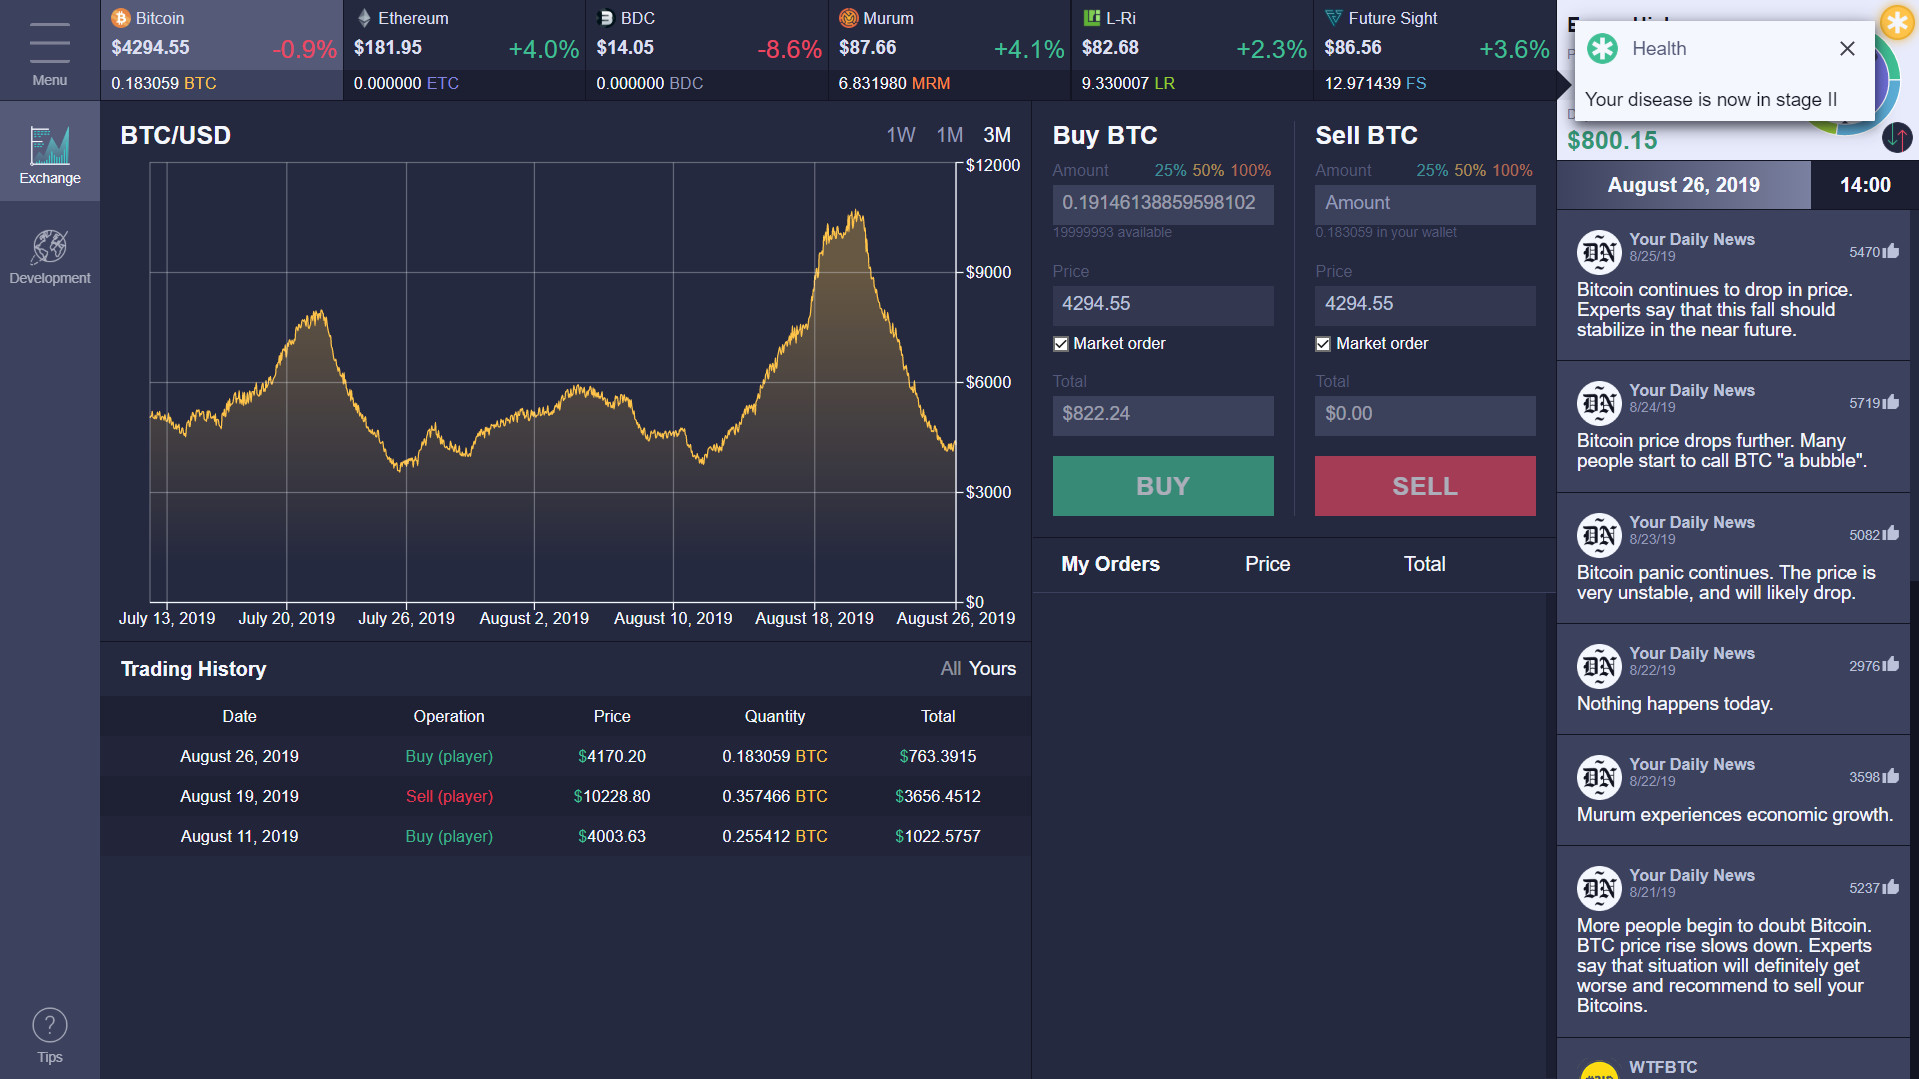 Menu
Exchange
Development
Tips
Bitcoin
$4294.55 -0.9%
0.183059 BTC
Ethereum
$181.95 +4.0%
0.000000 ETC
BDC
$14.05 -8.6%
0.000000 BDC
Murum
$87.66 +4.1%
6.831980 MRM
L-Ri
$82.68 +2.3%
9.330007 LR
Future Sight
$86.56 +3.6%
12.971439 FS
BTC/USD
1W 1M 3M
$12000
$9000
$6000
$3000
$0
July 13, 2019 July 20, 2019 July 26, 2019 August 2, 2019 August 10, 2019 August 18, 2019 August 26, 2019
Trading History
All Yours
Date Operation Price Quantity Total
August 26, 2019 Buy (player) $4170.20 0.183059 BTC $763.3915
August 19, 2019 Sell (player) $10228.80 0.357466 BTC $3656.4512
August 11, 2019 Buy (player) $4003.63 0.255412 BTC $1022.5757
Buy BTC
Amount 25% 50% 100%
0.19146138859598102
19999993 available
Price
4294.55
Market order
Total
$822.24
BUY
Sell BTC
Amount 25% 50% 100%
Amount
0.183059 in your wallet
Price
4294.55
Market order
Total
$0.00
SELL
My Orders Price Total
Health
Your disease is now in stage II
$800.15
August 26, 2019 14:00
Your Daily News
8/25/19
5470
Bitcoin continues to drop in price.
Experts say that this fall should
stabilize in the near future.
Your Daily News
8/24/19
5719
Bitcoin price drops further. Many
people start to call BTC "a bubble".
Your Daily News
8/23/19
5082
Bitcoin panic continues. The price is
very unstable, and will likely drop.
Your Daily News
8/22/19
2976
Nothing happens today.
Your Daily News
8/22/19
3598
Murum experiences economic growth.
Your Daily News
8/21/19
5237
More people begin to doubt Bitcoin.
BTC price rise slows down. Experts
say that situation will definitely get
worse and recommend to sell your
Bitcoins.
WTFBTC